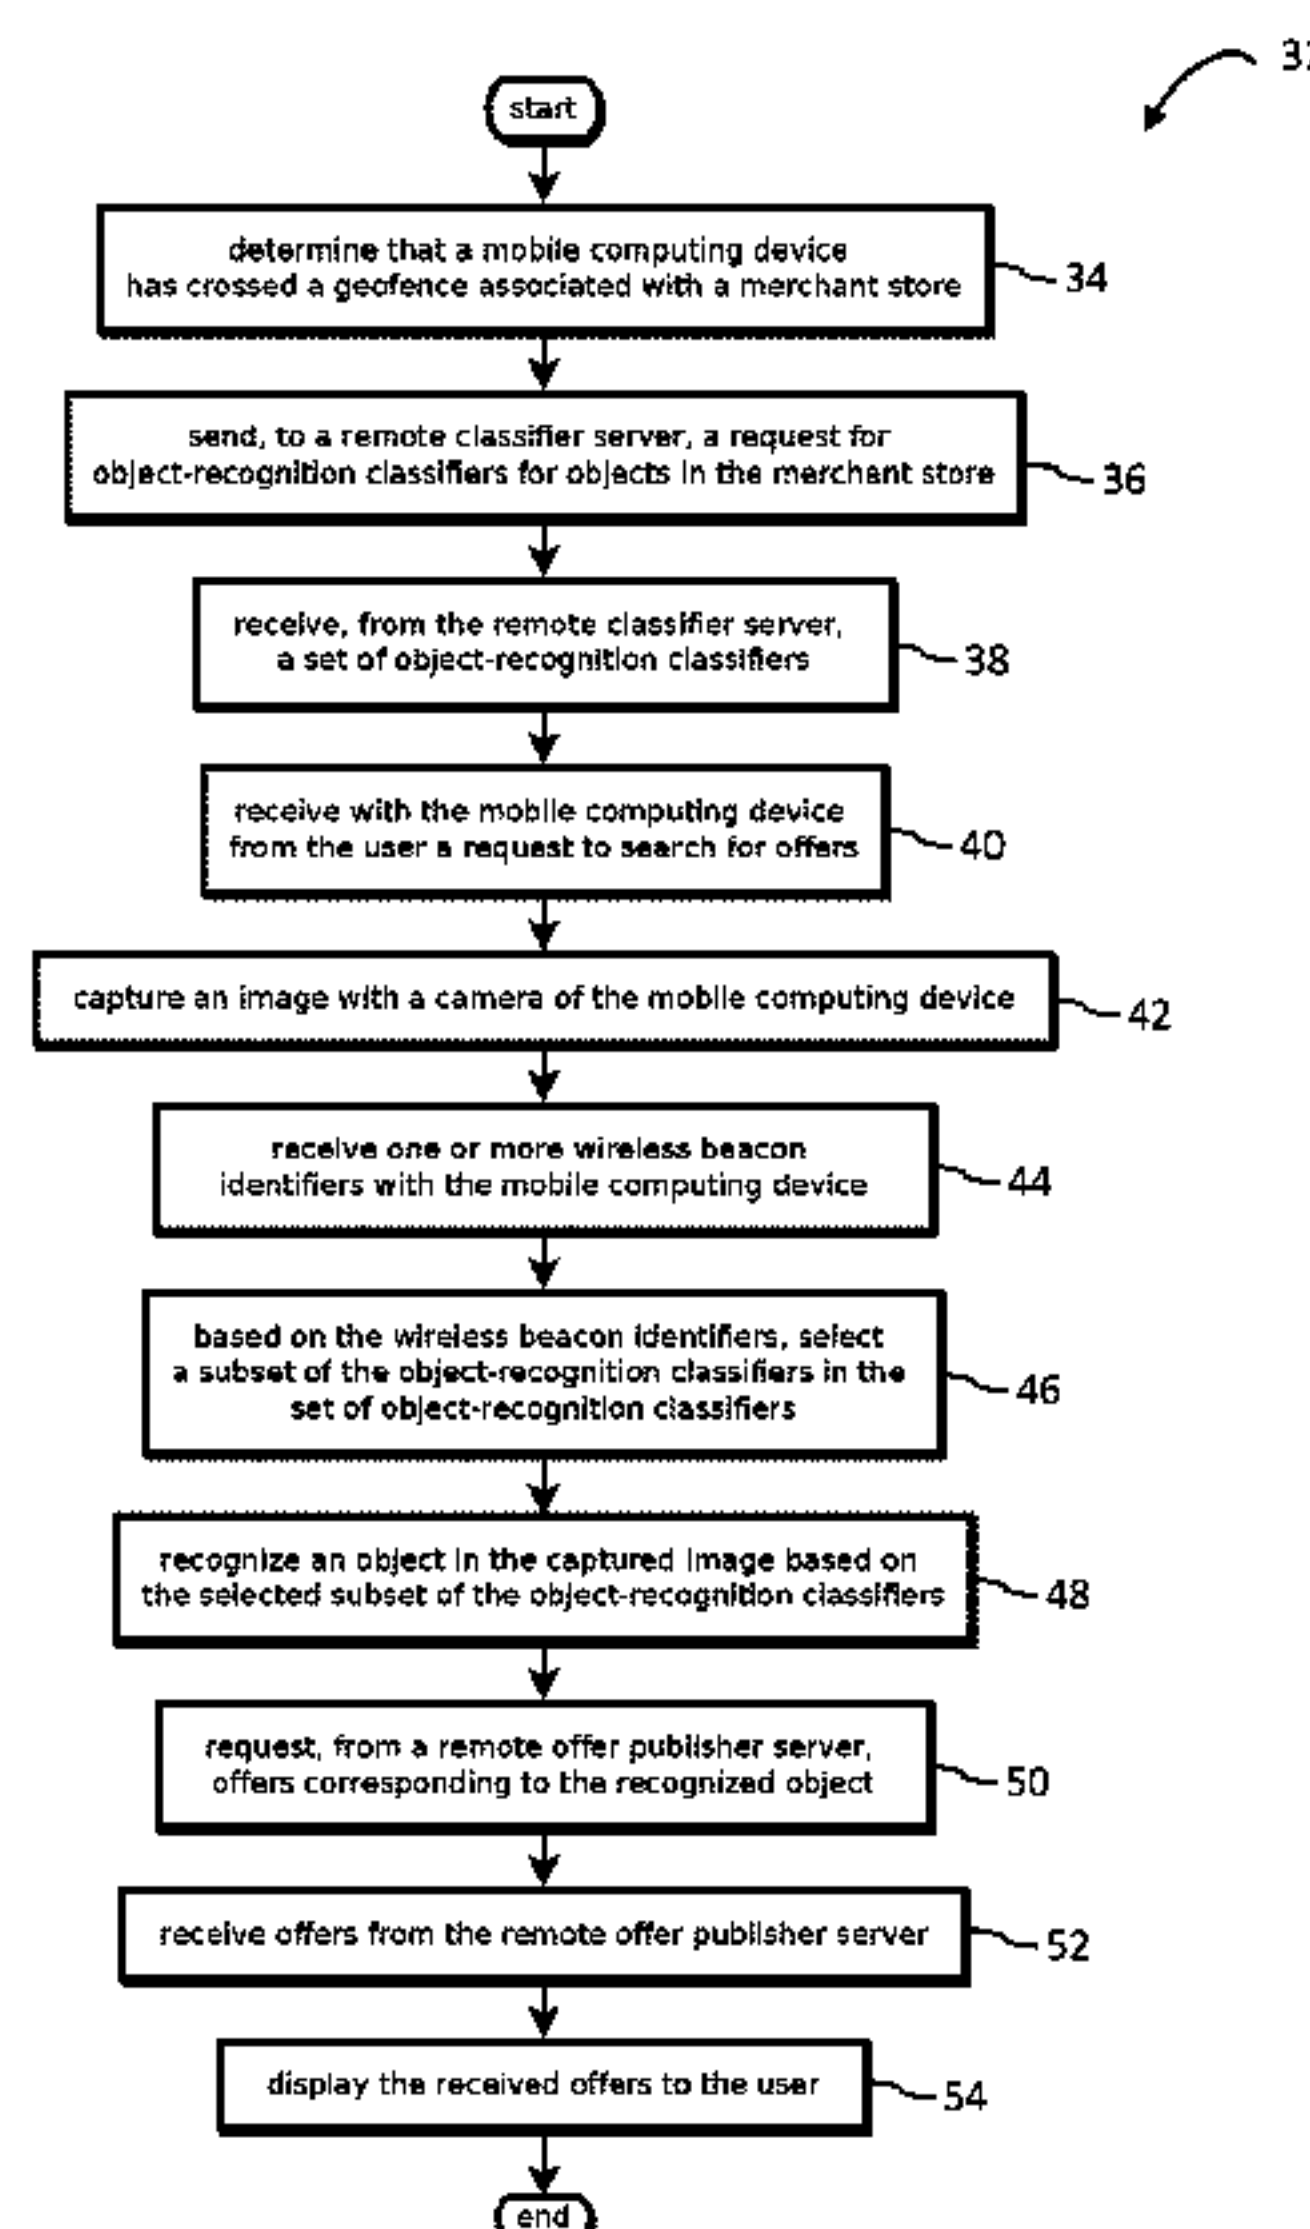 start
determine that a mobile computing device
has crossed a geofence associated with a merchant store
34
send, to a remote classifier server, a request for
object-recognition classifiers for objects in the merchant store
36
receive, from the remote classifier server,
a set of object-recognition classifiers
38
receive with the mobile computing device
from the user a request to search for offers
40
capture an image with a camera of the mobile computing device
42
receive one or more wireless beacon
identifiers with the mobile computing device
44
based on the wireless beacon identifiers, select
a subset of the object-recognition classifiers in the
set of object-recognition classifiers
46
recognize an object in the captured image based on
the selected subset of the object-recognition classifiers
48
request, from a remote offer publisher server,
offers corresponding to the recognized object
50
receive offers from the remote offer publisher server
52
display the received offers to the user
54
end